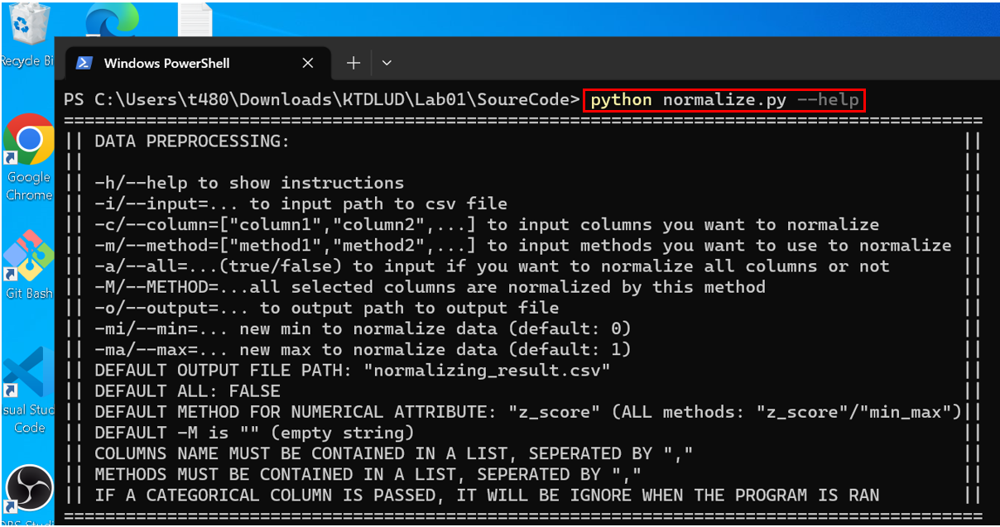 Recycle Bi
Windows PowerShell
PS C:\Users\t480\Downloads\KTDLUD\Lab01\SoureCode> python normalize.py --help
==========================================================================================
|| DATA PREPROCESSING: ||
|| ||
|| -h/--help to show instructions ||
|| -i/--input=... to input path to csv file ||
|| -c/--column=["column1","column2",...] to input columns you want to normalize ||
|| -m/--method=["method1","method2",...] to input methods you want to use to normalize ||
|| -a/--all=...(true/false) to input if you want to normalize all columns or not ||
|| -M/--METHOD=...all selected columns are normalized by this method ||
|| -o/--output=... to output path to output file ||
|| -mi/--min=... new min to normalize data (default: 0) ||
|| -ma/--max=... new max to normalize data (default: 1) ||
|| DEFAULT OUTPUT FILE PATH: "normalizing_result.csv" ||
|| DEFAULT ALL: FALSE ||
|| DEFAULT METHOD FOR NUMERICAL ATTRIBUTE: "z_score" (ALL methods: "z_score"/"min_max")||
|| DEFAULT -M is "" (empty string) ||
|| COLUMNS NAME MUST BE CONTAINED IN A LIST, SEPERATED BY "," ||
|| METHODS MUST BE CONTAINED IN A LIST, SEPERATED BY "," ||
|| IF A CATEGORICAL COLUMN IS PASSED, IT WILL BE IGNORE WHEN THE PROGRAM IS RAN ||
==========================================================================================
Google
Chrome
Git Bash
sual Stud
Code